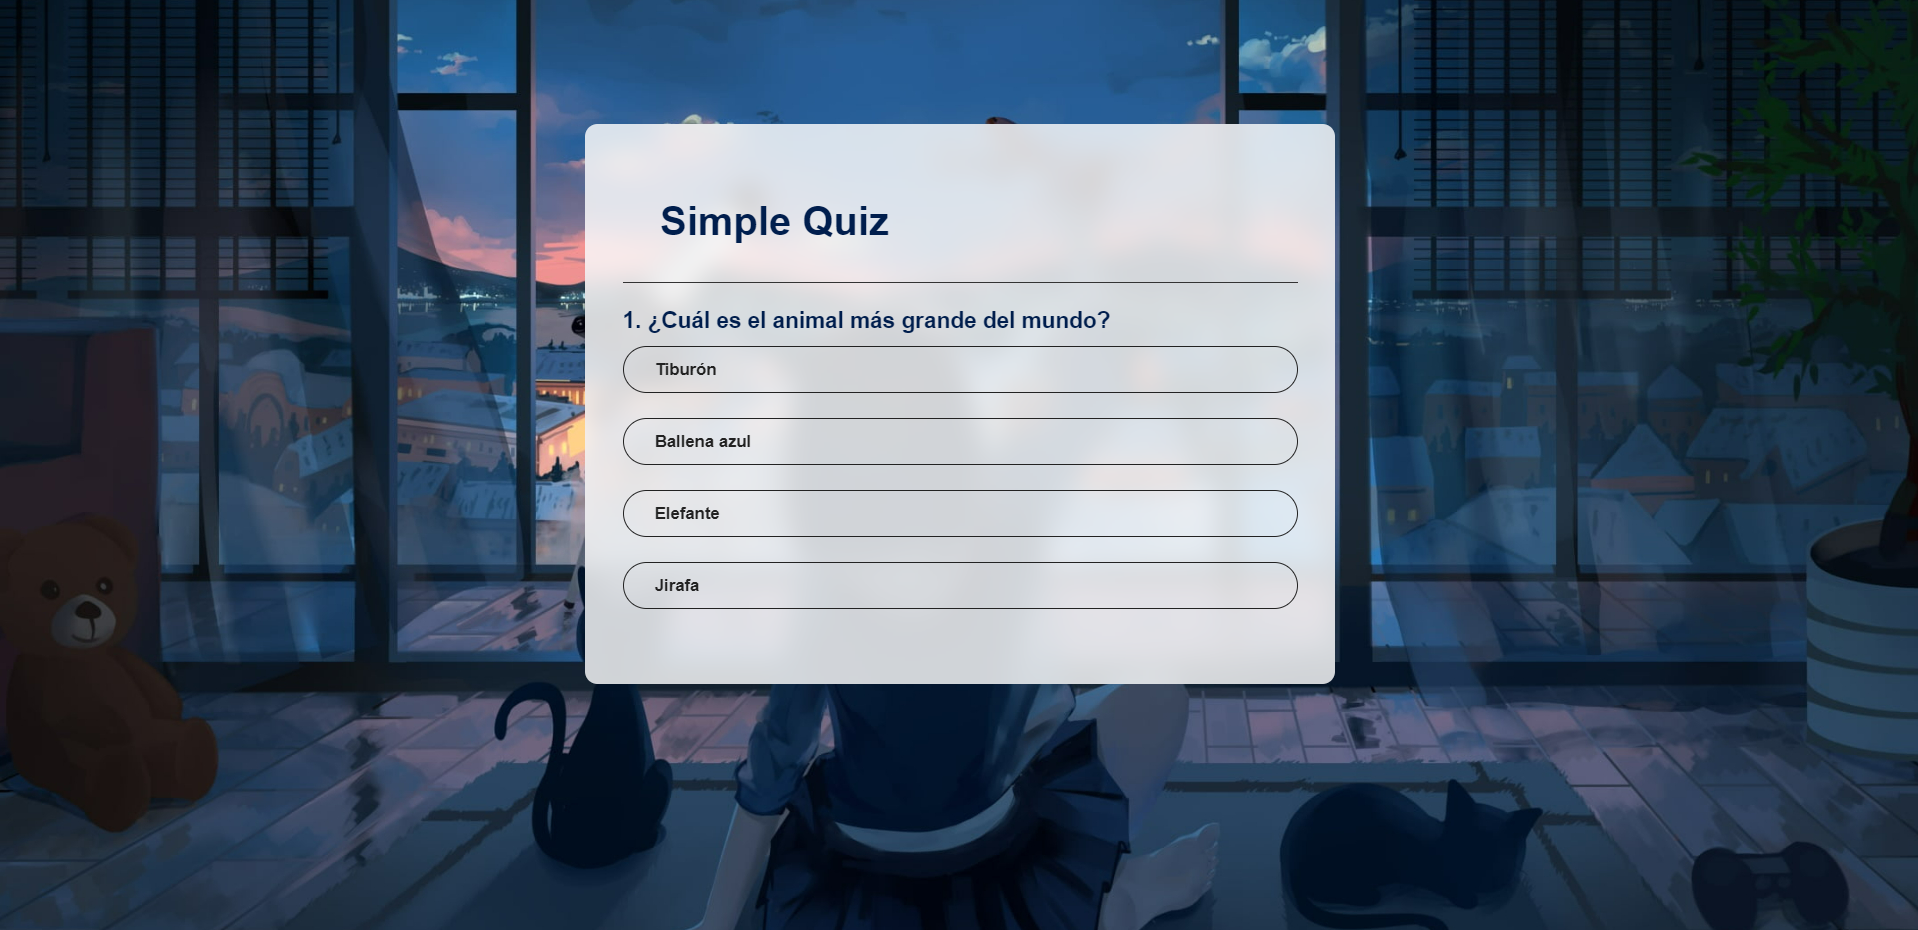 Simple Quiz
1. ¿Cuál es el animal más grande del mundo?
Tiburón
Ballena azul
Elefante
Jirafa